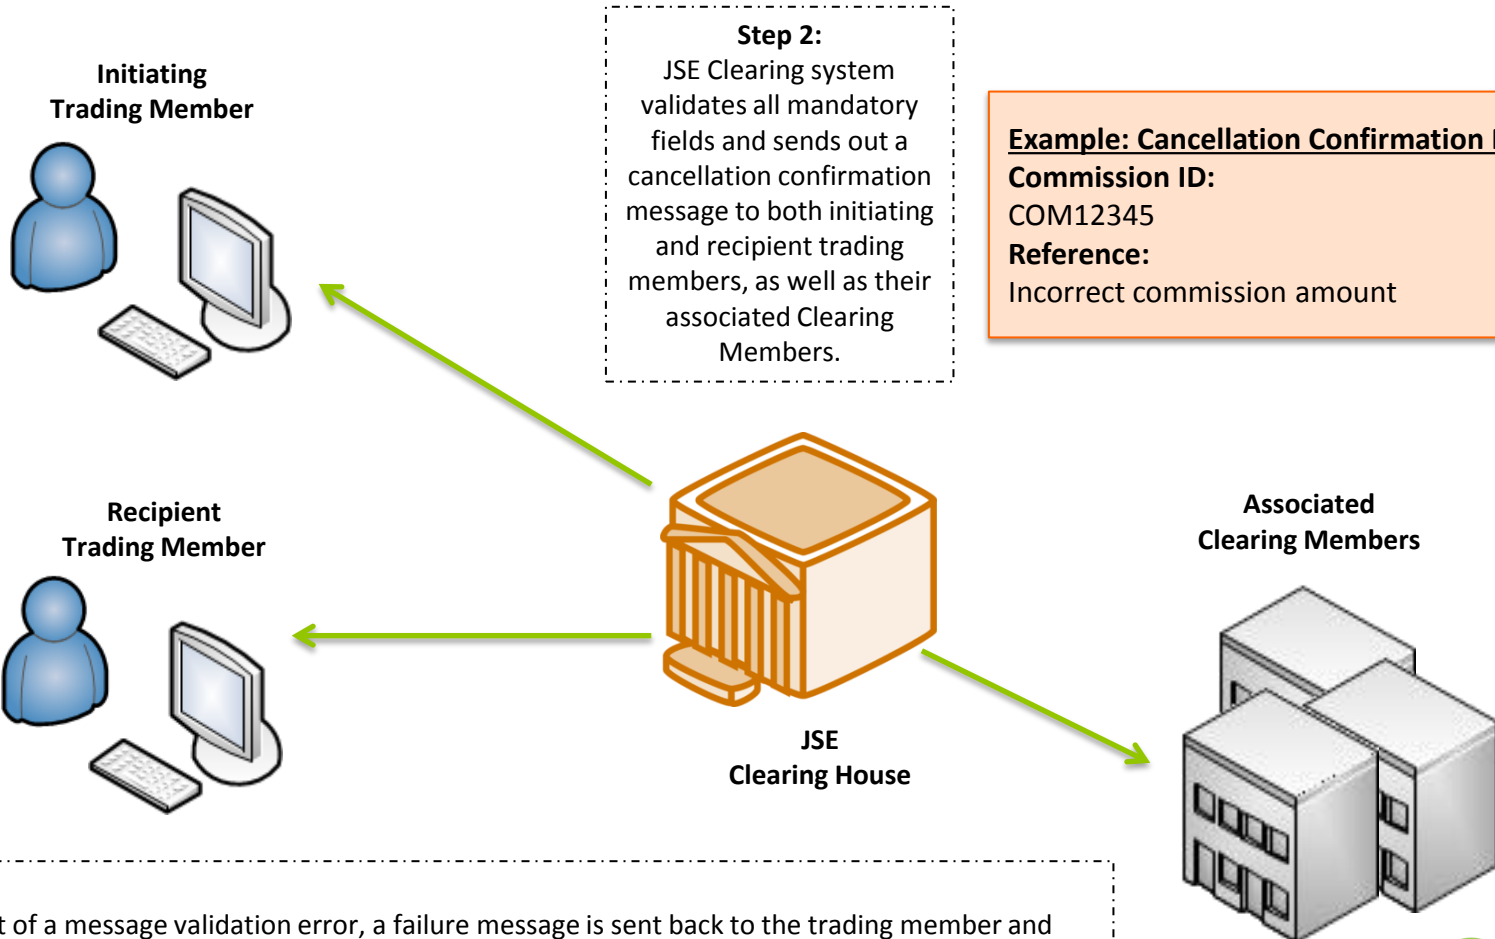 Initiating
Trading Member
Step 2:
JSE Clearing system
validates all mandatory
fields and sends out a
cancellation confirmation
message to both initiating
and recipient trading
members, as well as their
associated Clearing
Members.
Example: Cancellation Confirmation
Commission ID:
COM12345
Reference:
Incorrect commission amount
Recipient
Trading Member
Associated
Clearing Members
JSE
Clearing House
of a message validation error, a failure message is sent back to the trading member and